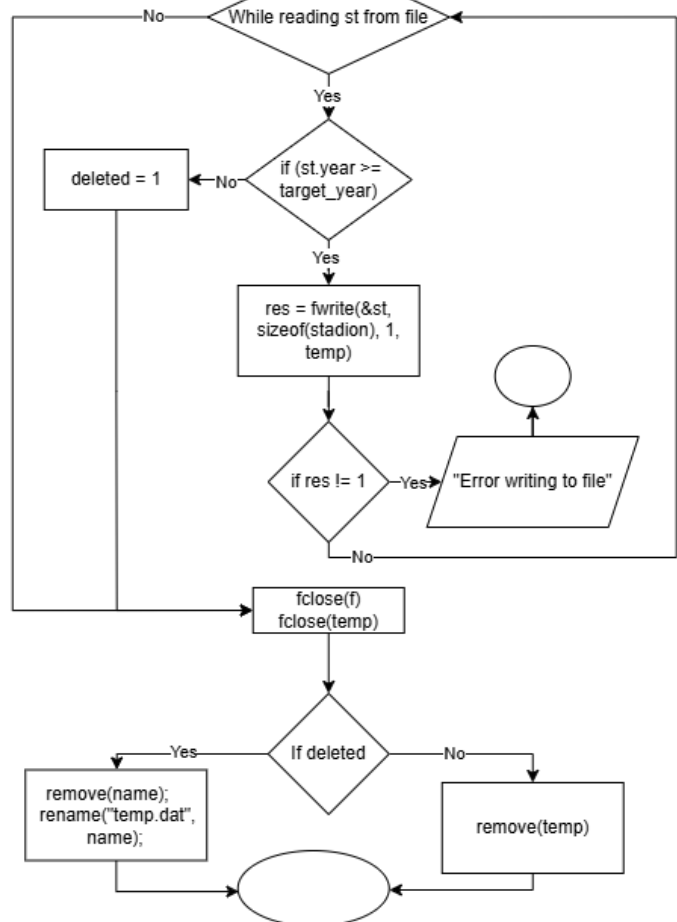 No
While reading st from file
Yes
deleted = 1
No
if (st.year >=
target_year)
Yes
res = fwrite(&st,
sizeof(stadion), 1,
temp)
if res != 1
Yes
"Error writing to file"
No
fclose(f)
fclose(temp)
Yes
If deleted
No
remove(name);
rename("temp.dat",
name);
remove(temp)